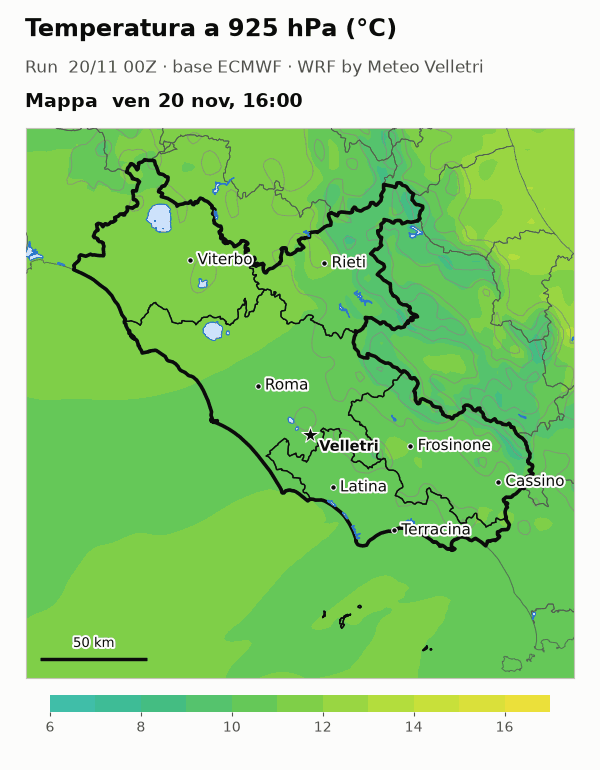 Temperatura a 925 hPa (°C)
Run  20/11 00Z · base ECMWF · WRF by Meteo Velletri
Mappa  ven 20 nov, 16:00
Viterbo
Rieti
Roma
Velletri
Frosinone
Latina
Cassino
Terracina
50 km
6 8 10 12 14 16